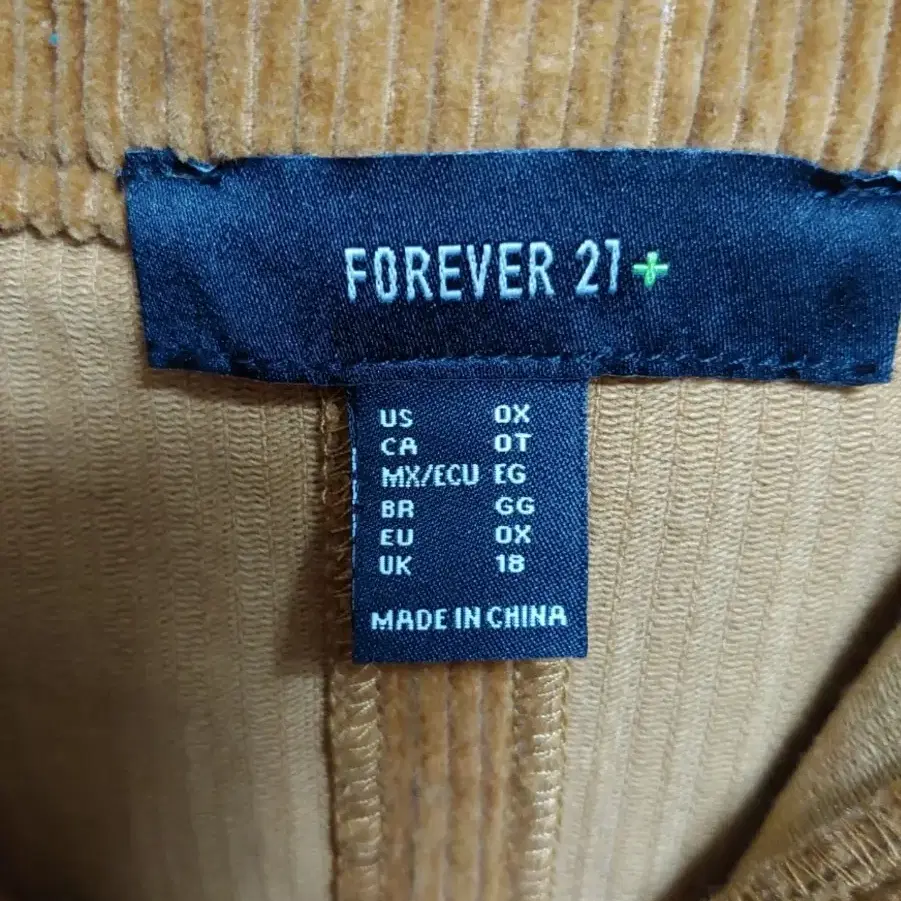 FOREVER 21+
US 0X
CA 0T
MX/ECU EG
BR GG
EU 0X
UK 18
MADE IN CHINA